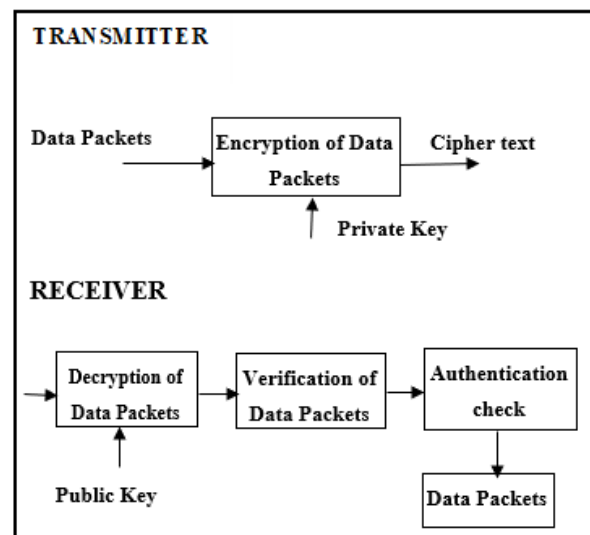 TRANSMITTER
Data Packets
Encryption of Data
Packets
Cipher text
Private Key
RECEIVER
Decryption of
Data Packets
Verification of
Data Packets
Authentication
check
Public Key
Data Packets